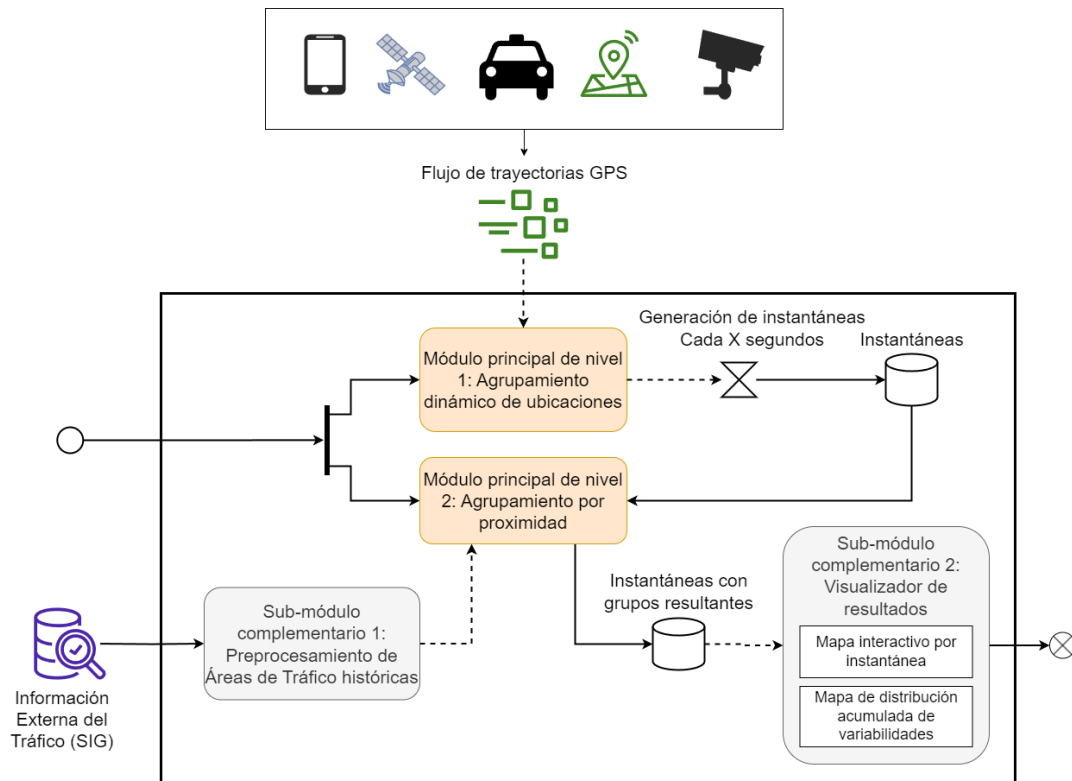 Flujo de trayectorias GPS
Módulo principal de nivel
1: Agrupamiento
dinámico de ubicaciones
Generación de instantáneas
Cada X segundos
Instantáneas
Módulo principal de nivel
2: Agrupamiento por
proximidad
Sub-módulo
complementario 1:
Preprocesamiento de
Áreas de Tráfico históricas
Información
Externa del
Tráfico (SIG)
Instantáneas con
grupos resultantes
Sub-módulo
complementario 2:
Visualizador de
resultados
Mapa interactivo por
instantánea
Mapa de distribución
acumulada de
variabilidades